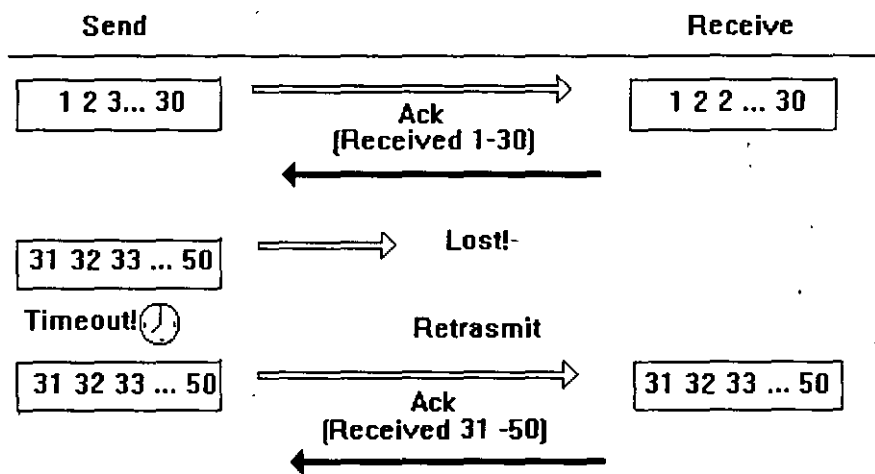 Send Receive
1 2 3... 30 1 2 2 ... 30
Ack
(Received 1-30)
31 32 33 ... 50 Lost!-
Timeout! Retrasmit
31 32 33 ... 50 31 32 33 ... 50
Ack
(Received 31 -50)